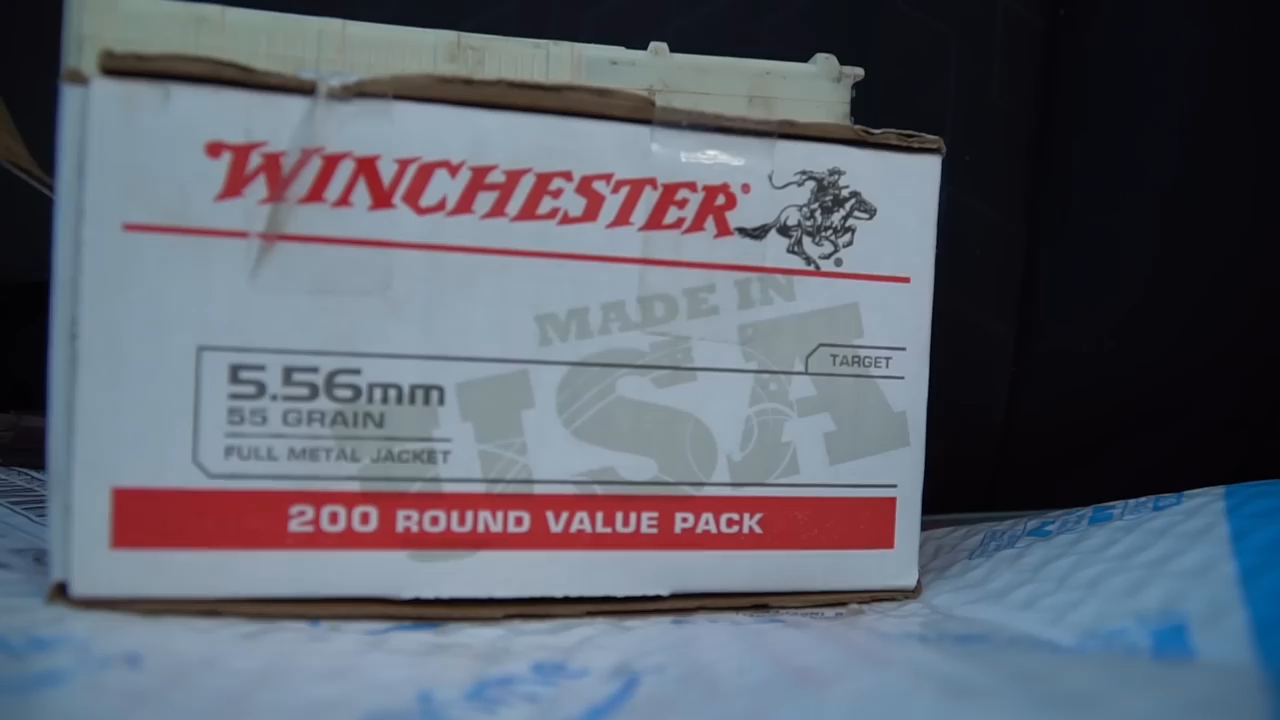 WINCHESTER®
MADE IN
USA
TARGET
5.56mm
55 GRAIN
FULL METAL JACKET
200 ROUND VALUE PACK